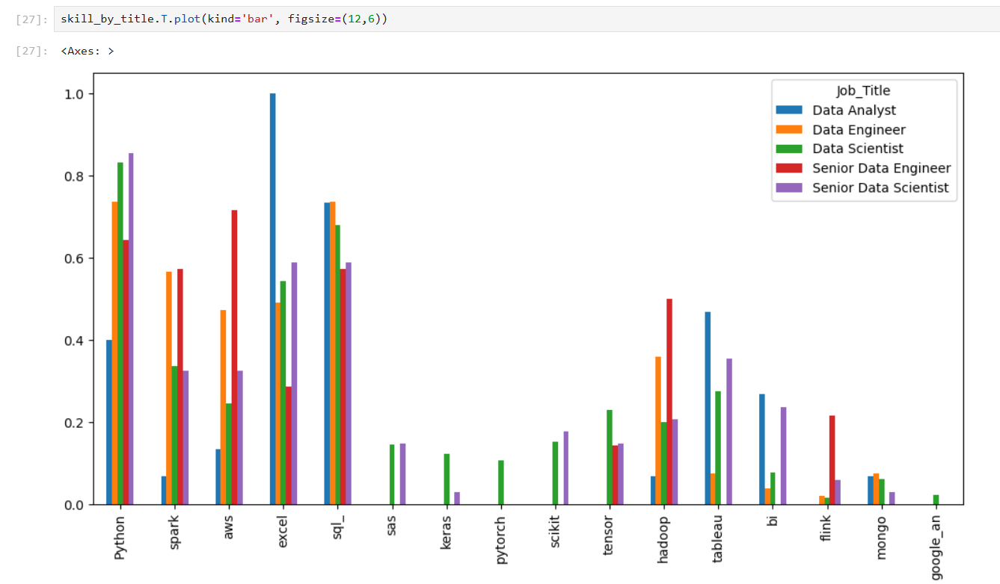 [27]: skill_by_title.T.plot(kind='bar', figsize=(12,6))
[27]: <Axes: >
Job_Title
Data Analyst
Data Engineer
Data Scientist
Senior Data Engineer
Senior Data Scientist
1.0
0.8
0.6
0.4
0.2
0.0
Python
spark
aws
excel
sql_
sas
keras
pytorch
scikit
tensor
hadoop
tableau
bi
flink
mongo
google_an